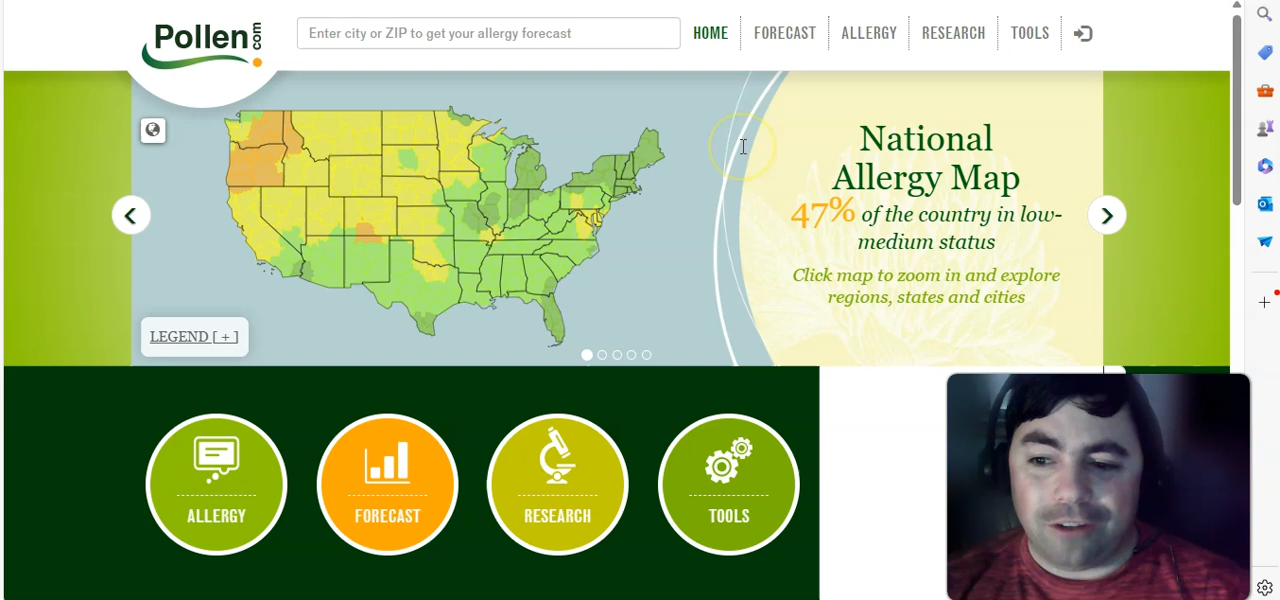 Pollen.com
Enter city or ZIP to get your allergy forecast
HOME
FORECAST
ALLERGY
RESEARCH
TOOLS
National
Allergy Map
47% of the country in low-
medium status
Click map to zoom in and explore
regions, states and cities
LEGEND [ + ]
ALLERGY
FORECAST
RESEARCH
TOOLS